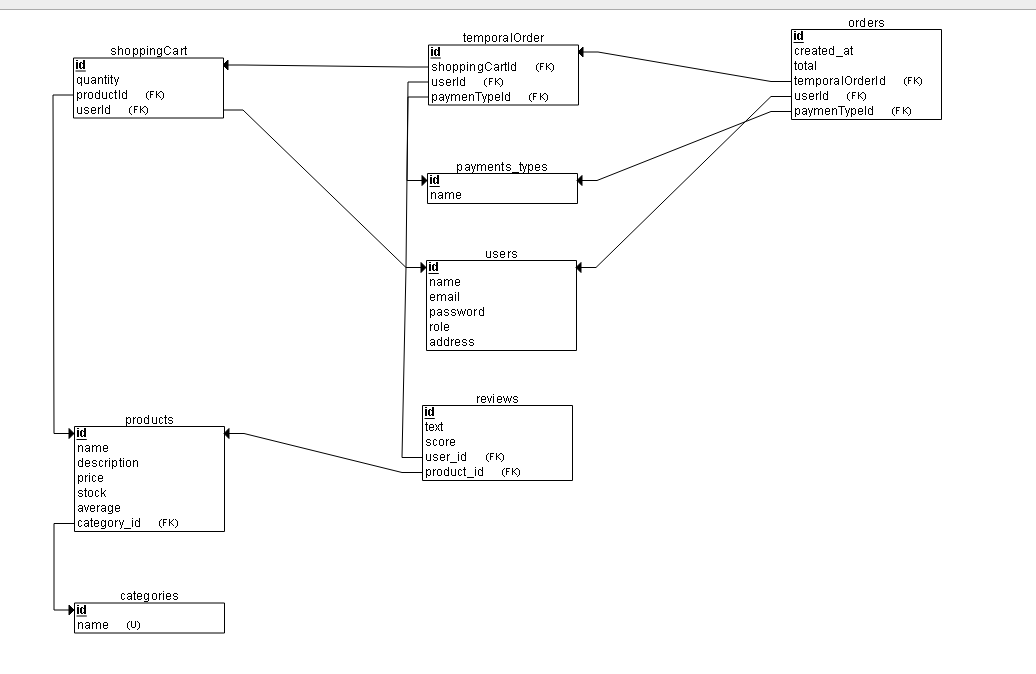 shoppingCart
id
quantity
productId (FK)
userId (FK)
temporalOrder
id
shoppingCartId (FK)
userId (FK)
paymenTypeId (FK)
orders
id
created_at
total
temporalOrderId (FK)
userId (FK)
paymenTypeId (FK)
payments_types
id
name
users
id
name
email
password
role
address
reviews
id
text
score
user_id (FK)
product_id (FK)
products
id
name
description
price
stock
average
category_id (FK)
categories
id
name (U)